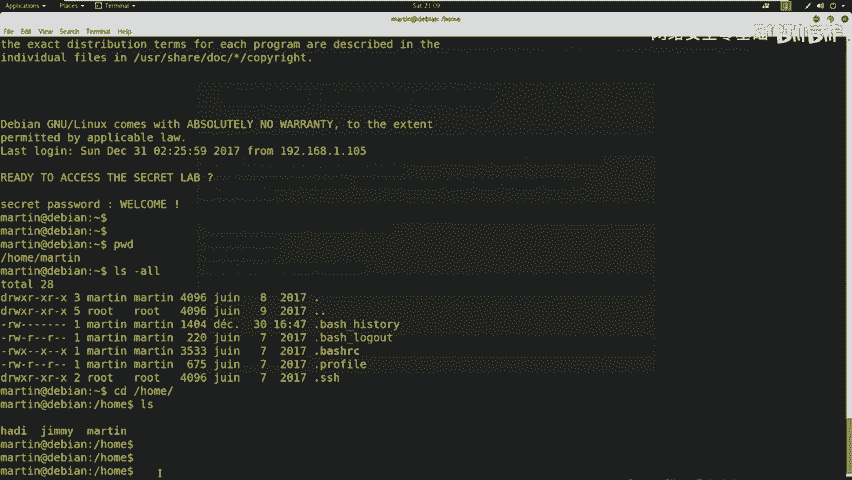 Applications Places Terminal Sat 21:09
martin@debian: /home
File Edit View Search Terminal Help
the exact distribution terms for each program are described in the
individual files in /usr/share/doc/*/copyright.
Debian GNU/Linux comes with ABSOLUTELY NO WARRANTY, to the extent
permitted by applicable law.
Last login: Sun Dec 31 02:25:59 2017 from 192.168.1.105
READY TO ACCESS THE SECRET LAB ?
secret password : WELCOME !
martin@debian:~$
martin@debian:~$
martin@debian:~$ pwd
/home/martin
martin@debian:~$ ls -all
total 28
drwxr-xr-x 3 martin martin 4096 juin 8 2017 .
drwxr-xr-x 5 root root 4096 juin 9 2017 ..
-rw------- 1 martin martin 1404 déc. 30 16:47 .bash_history
-rw-r--r-- 1 martin martin 220 juin 7 2017 .bash_logout
-rwx--x--x 1 martin martin 3533 juin 7 2017 .bashrc
-rw-r--r-- 1 martin martin 675 juin 7 2017 .profile
drwxr-xr-x 2 root root 4096 juin 7 2017 .ssh
martin@debian:~$ cd /home/
martin@debian:/home$ ls
hadi jimmy martin
martin@debian:/home$
martin@debian:/home$
martin@debian:/home$